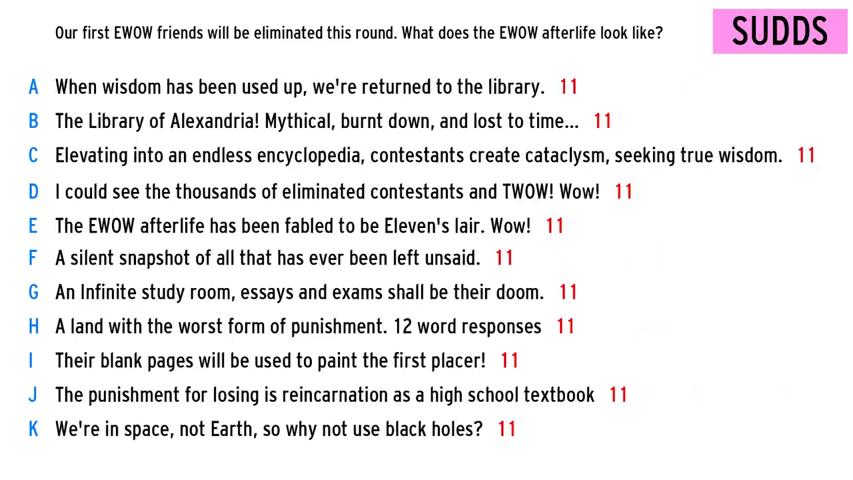 Our first EWOW friends will be eliminated this round. What does the EWOW afterlife look like?
SUDDS
A When wisdom has been used up, we're returned to the library. 11
B The Library of Alexandria! Mythical, burnt down, and lost to time... 11
C Elevating into an endless encyclopedia, contestants create cataclysm, seeking true wisdom. 11
D I could see the thousands of eliminated contestants and TWOW! Wow! 11
E The EWOW afterlife has been fabled to be Eleven's lair. Wow! 11
F A silent snapshot of all that has ever been left unsaid. 11
G An Infinite study room, essays and exams shall be their doom. 11
H A land with the worst form of punishment. 12 word responses 11
I Their blank pages will be used to paint the first placer! 11
J The punishment for losing is reincarnation as a high school textbook 11
K We're in space, not Earth, so why not use black holes? 11